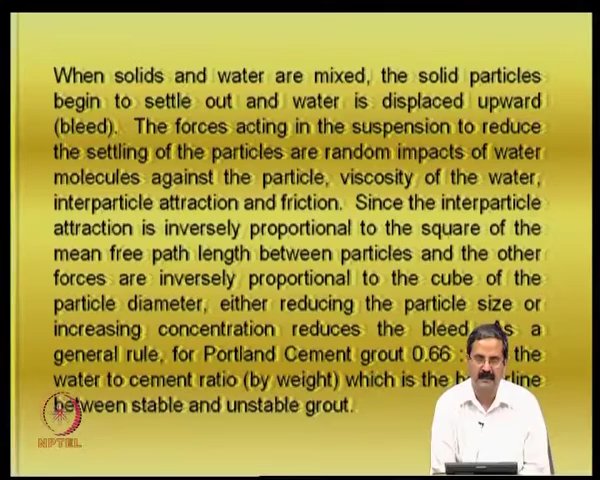 When solids and water are mixed, the solid particles
begin to settle out and water is displaced upward
(bleed). The forces acting in the suspension to reduce
the settling of the particles are random impacts of water
molecules against the particle, viscosity of the water,
interparticle attraction and friction. Since the interparticle
attraction is inversely proportional to the square of the
mean free path length between particles and the other
forces are inversely proportional to the cube of the
particle diameter, either reducing the particle size or
increasing concentration reduces the bleed. As a
general rule, for Portland Cement grout 0.66 : the
water to cement ratio (by weight) which is the
between stable and unstable grout.
NPTEL